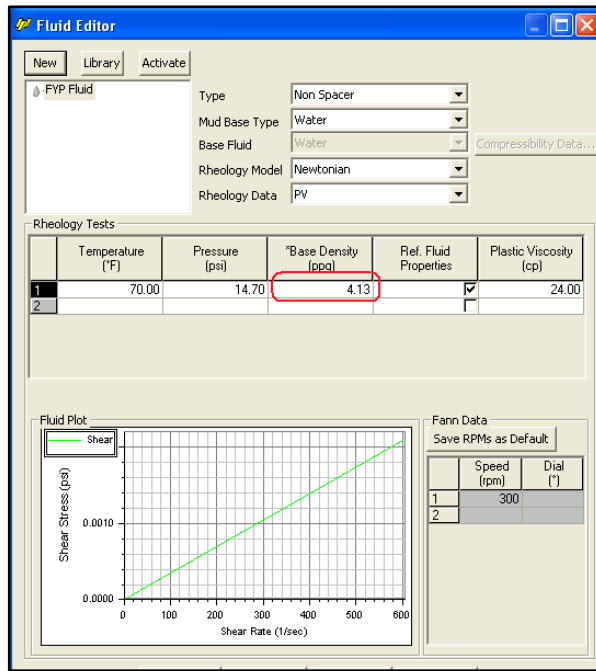 Fluid Editor
New Library Activate
FYP Fluid
Type Non Spacer
Mud Base Type Water
Base Fluid Water Compressibility Data...
Rheology Model Newtonian
Rheology Data PV
Rheology Tests
Temperature (°F) Pressure (psi) *Base Density (ppg) Ref. Fluid Properties Plastic Viscosity (cp)
1 70.00 14.70 4.13 24.00
2
Fluid Plot
Shear
Shear Stress (psi)
0.0010
0.0000
0 100 200 300 400 500 600
Shear Rate (1/sec)
Fann Data
Save RPMs as Default
Speed (rpm) Dial (°)
1 300
2